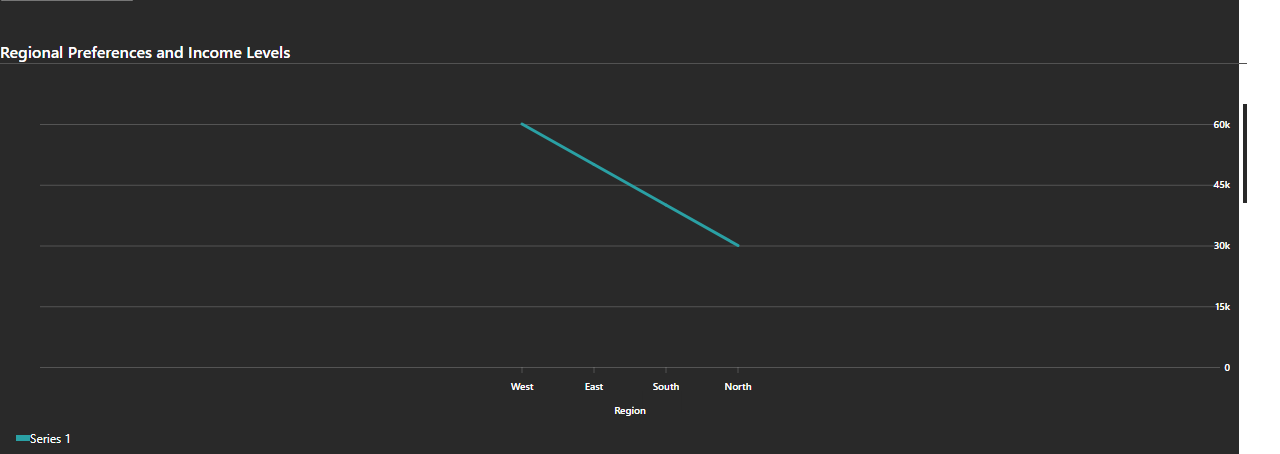 Regional Preferences and Income Levels
60k
45k
30k
15k
0
West East South North
Region
Series 1